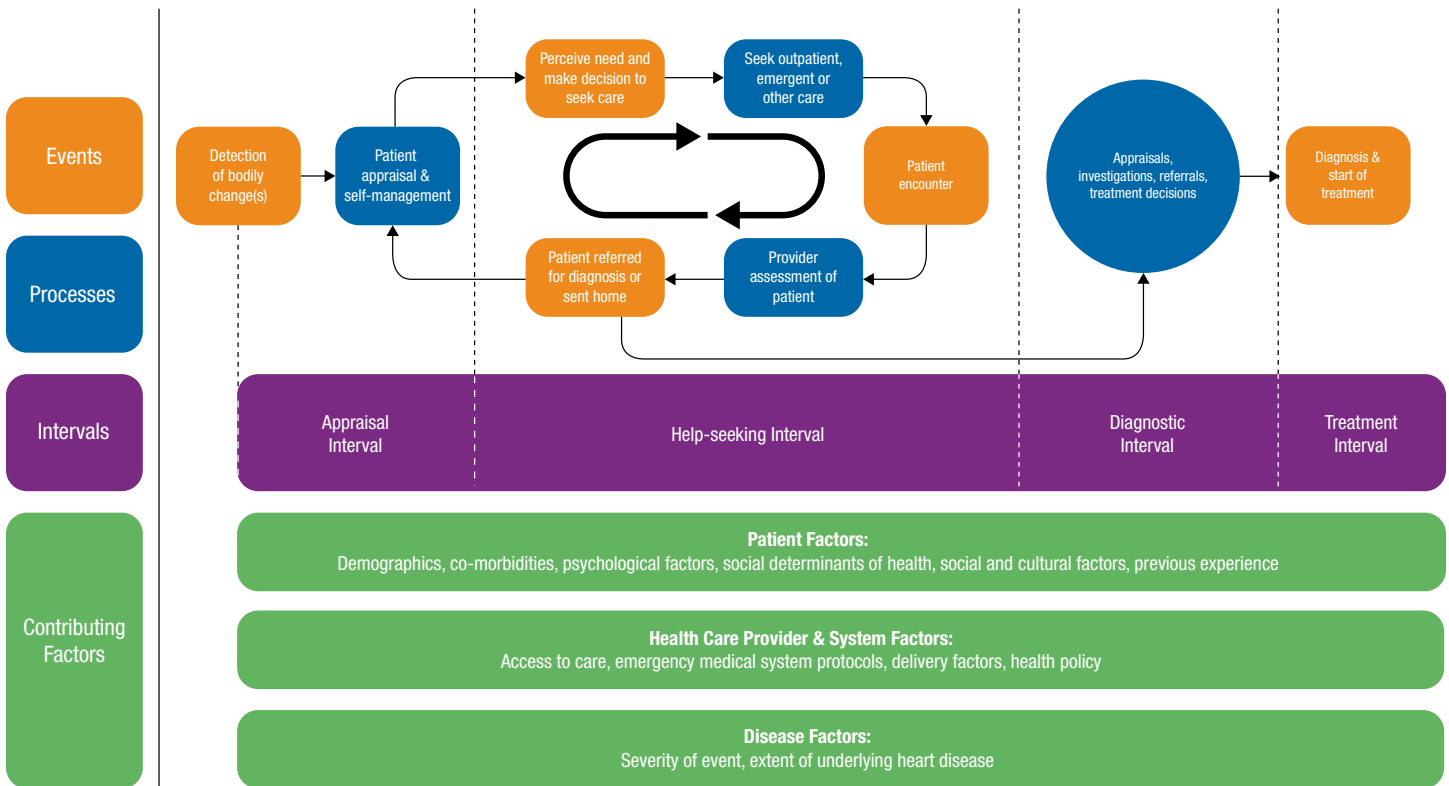 Events
Processes
Intervals
Contributing
Factors
Detection
of bodily
change(s)
Patient
appraisal &
self-management
Perceive need and
make decision to
seek care
Seek outpatient,
emergent or
other care
Patient
encounter
Provider
assessment of
patient
Patient referred
for diagnosis or
sent home
Appraisals,
investigations, referrals,
treatment decisions
Diagnosis &
start of
treatment
Appraisal
Interval
Help-seeking Interval
Diagnostic
Interval
Treatment
Interval
Patient Factors:
Demographics, co-morbidities, psychological factors, social determinants of health, social and cultural factors, previous experience
Health Care Provider & System Factors:
Access to care, emergency medical system protocols, delivery factors, health policy
Disease Factors:
Severity of event, extent of underlying heart disease